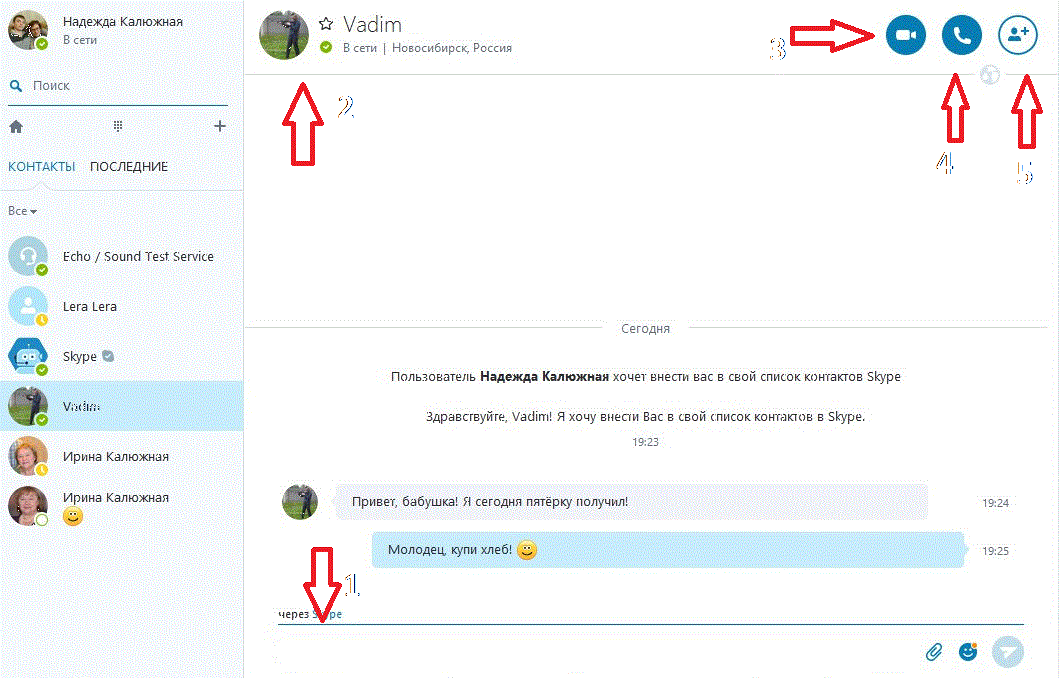 Надежда Калюжная
В сети
Поиск
КОНТАКТЫ ПОСЛЕДНИЕ
Все
Echo / Sound Test Service
Lera Lera
Skype
Vadim
Ирина Калюжная
Ирина Калюжная
Vadim
В сети | Новосибирск, Россия
3
2
4
5
Сегодня
Пользователь Надежда Калюжная хочет внести вас в свой список контактов Skype
Здравствуйте, Vadim! Я хочу внести Вас в свой список контактов в Skype.
19:23
Привет, бабушка! Я сегодня пятёрку получил!
19:24
Молодец, купи хлеб!
19:25
1
через Skype